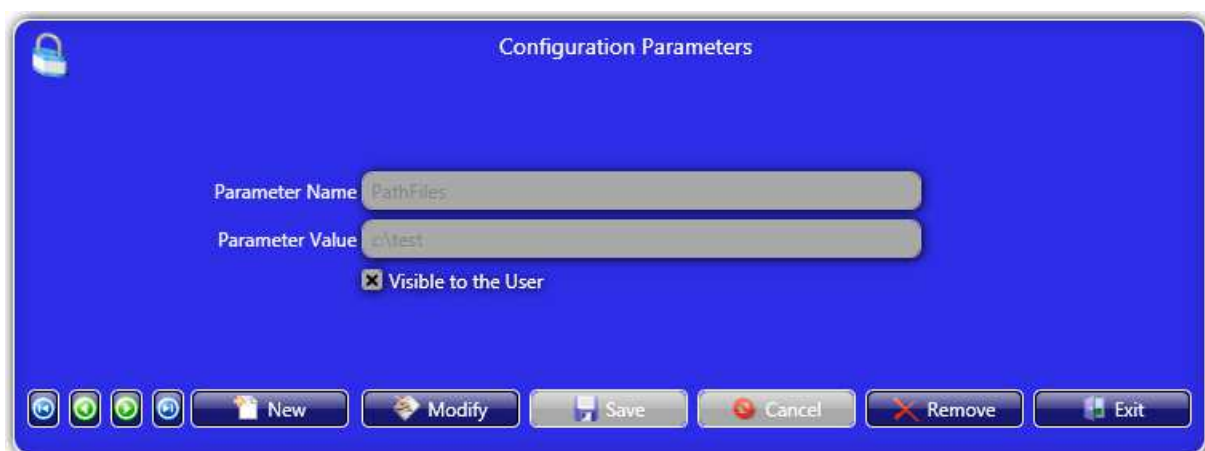 Configuration Parameters
Parameter Name PathFiles
Parameter Value c\test
Visible to the User
New Modify Save Cancel Remove Exit